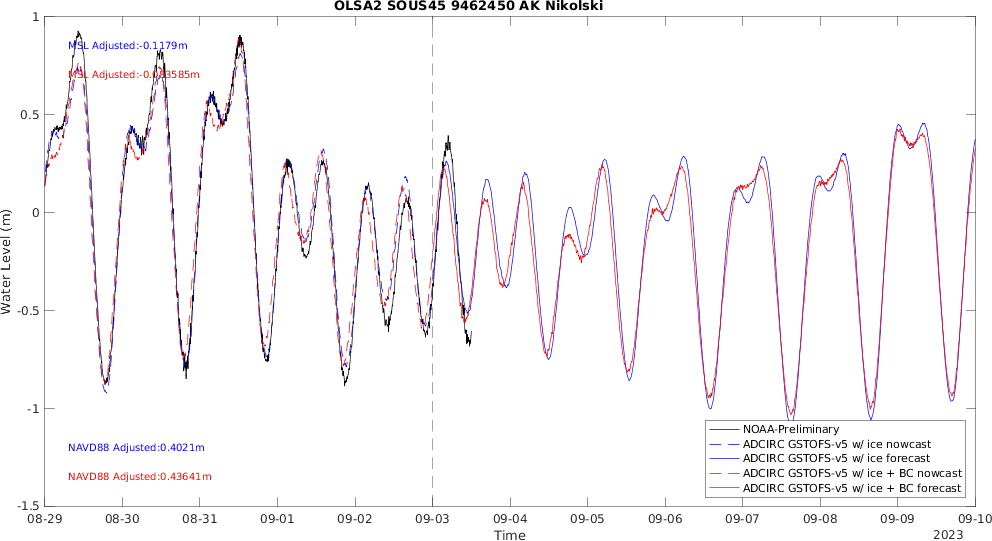 OLSA2 SOUS45 9462450 AK Nikolski
1
MSL Adjusted:-0.1179m
MSL Adjusted:-0.083585m
0.5
0
Water Level (m)
-0.5
-1
NAVD88 Adjusted:0.4021m
NAVD88 Adjusted:0.43641m
-1.5
NOAA-Preliminary
ADCIRC GSTOFS-v5 w/ ice nowcast
ADCIRC GSTOFS-v5 w/ ice forecast
ADCIRC GSTOFS-v5 w/ ice + BC nowcast
ADCIRC GSTOFS-v5 w/ ice + BC forecast
08-29 08-30 08-31 09-01 09-02 09-03 09-04 09-05 09-06 09-07 09-08 09-09 09-10
Time
2023